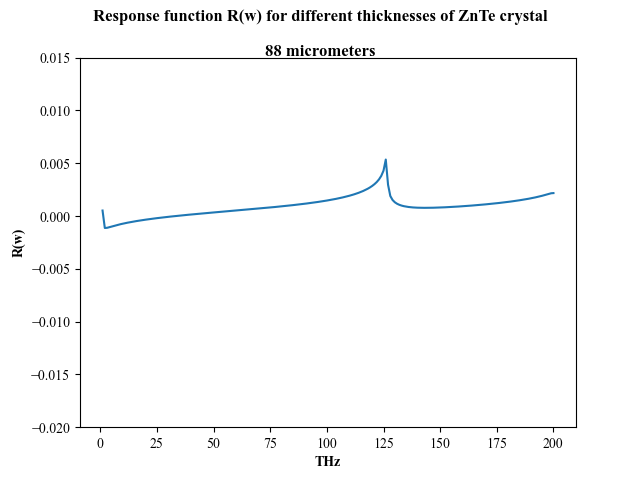 Response function R(w) for different thicknesses of ZnTe crystal
88 micrometers
0.015
0.010
0.005
0.000
−0.005
−0.010
−0.015
−0.020
R(w)
0 25 50 75 100 125 150 175 200
THz